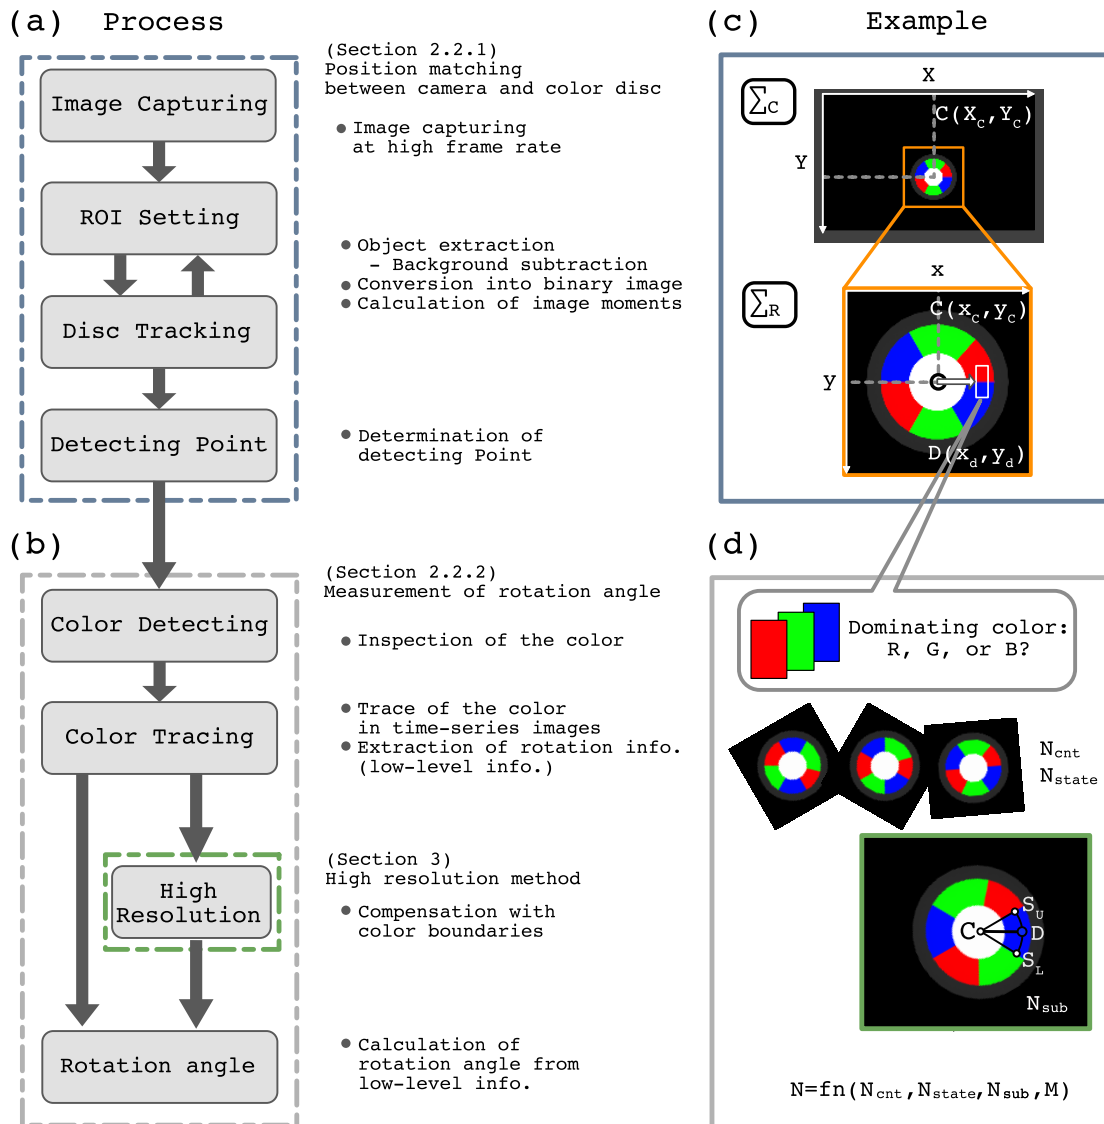 (a) Process
Image Capturing
ROI Setting
Disc Tracking
Detecting Point
(Section 2.2.1)
Position matching
between camera and color disc
● Image capturing
at high frame rate
● Object extraction
– Background subtraction
● Conversion into binary image
● Calculation of image moments
● Determination of
detecting Point
(b)
Color Detecting
Color Tracing
High
Resolution
Rotation angle
(Section 2.2.2)
Measurement of rotation angle
● Inspection of the color
● Trace of the color
in time-series images
● Extraction of rotation info.
(low-level info.)
(Section 3)
High resolution method
● Compensation with
color boundaries
● Calculation of
rotation angle from
low-level info.
(c) Example
∑C
X
C(XC,YC)
Y
∑R
x
C(xC,yC)
y
D(xd,yd)
(d)
Dominating color:
R, G, or B?
Ncnt
Nstate
SU
C D
SL
Nsub
N=fn(Ncnt,Nstate,Nsub,M)